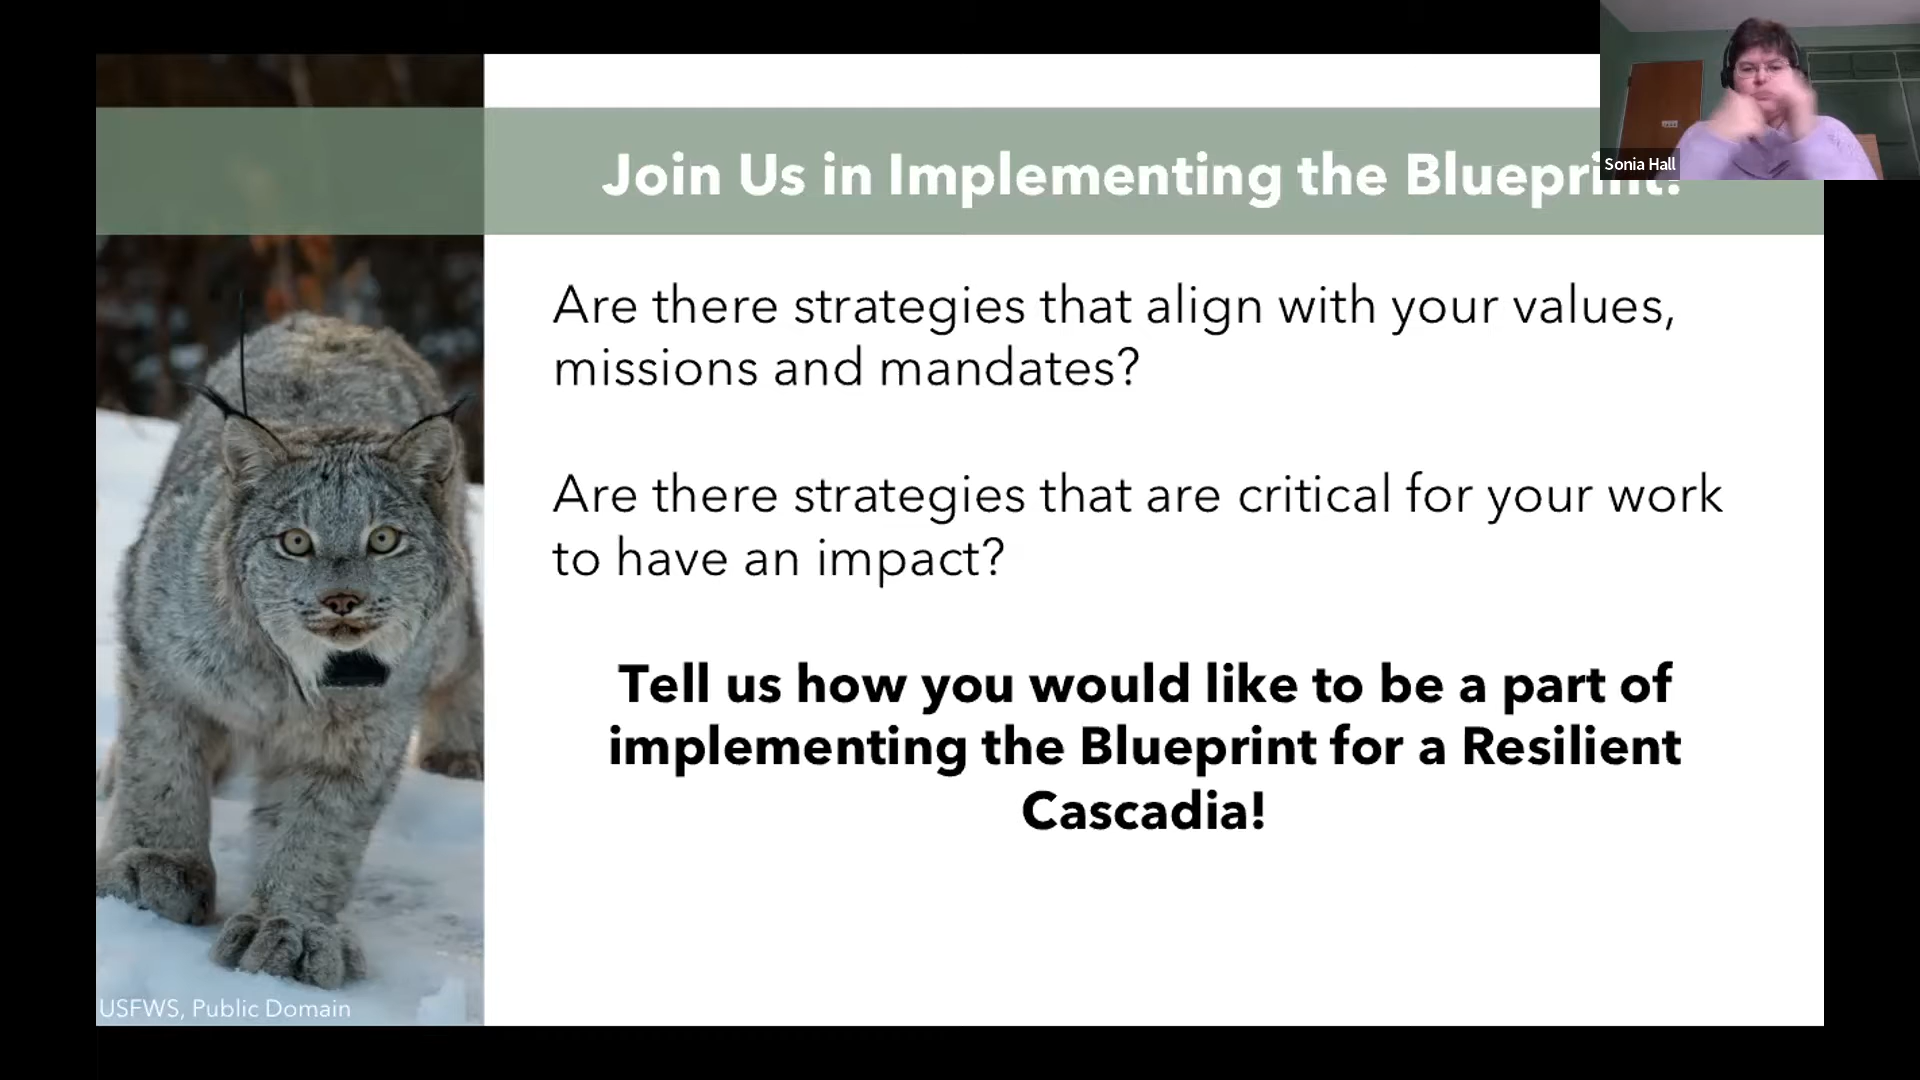 Join Us in Implementing the Blueprint!
Sonia Hall
Are there strategies that align with your values,
missions and mandates?
Are there strategies that are critical for your work
to have an impact?
Tell us how you would like to be a part of
implementing the Blueprint for a Resilient
Cascadia!
USFWS, Public Domain